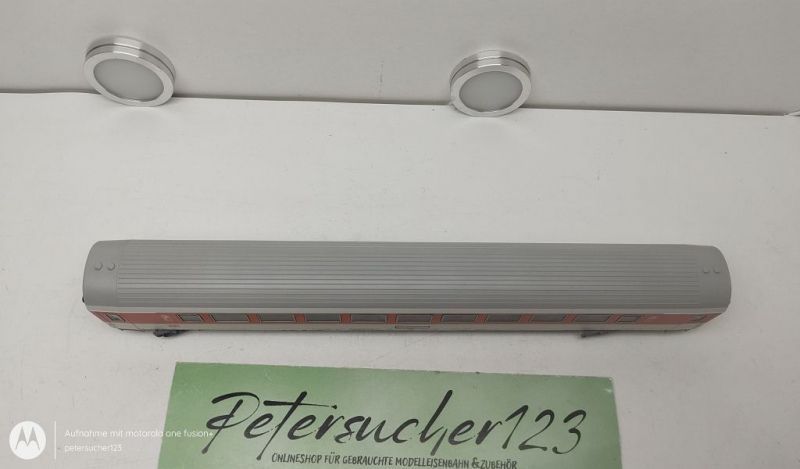 Petersucher123
ONLINESHOP FÜR GEBRAUCHTE MODELLEISENBAHN &ZUBEHÖR
Aufnahme mit motorola one fusion+
petersucher123